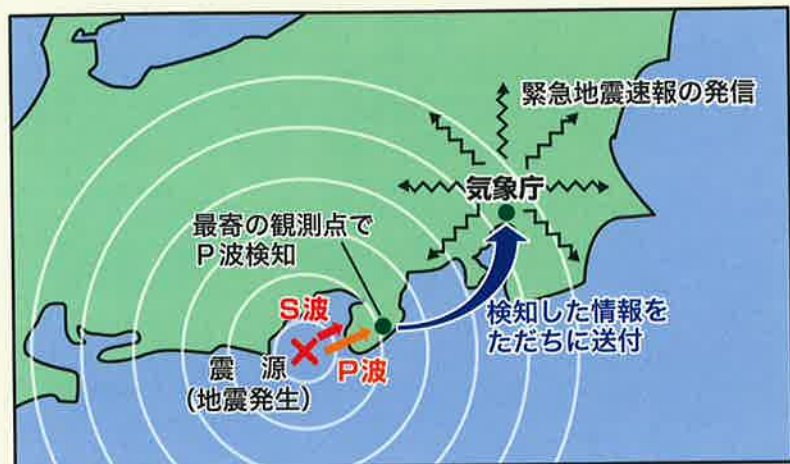 緊急地震速報の発信
気象庁
最寄の観測点で
P波検知
S波
検知した情報を
ただちに送付
P波
震　源
(地震発生)